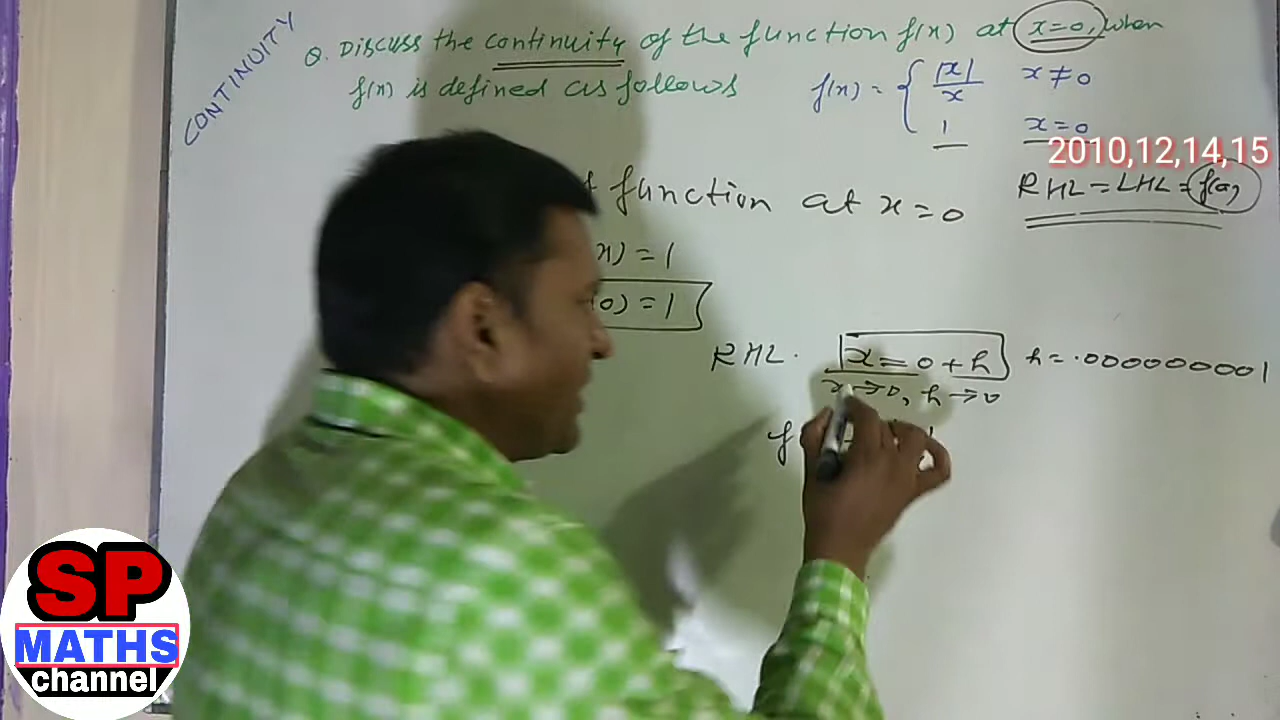 CONTINUITY
Q. Discuss the continuity of the function f(x) at x=0, when
f(x) is defined as follows f(x) = { |x|/x x ≠ 0
1 x = 0
2010,12,14,15
RHL = LHL = f(a)
function at x = 0
x) = 1
(0) = 1
RHL. x = 0 + h h = .0000000001
x → 0, h → 0
f
SP
MATHS
channel